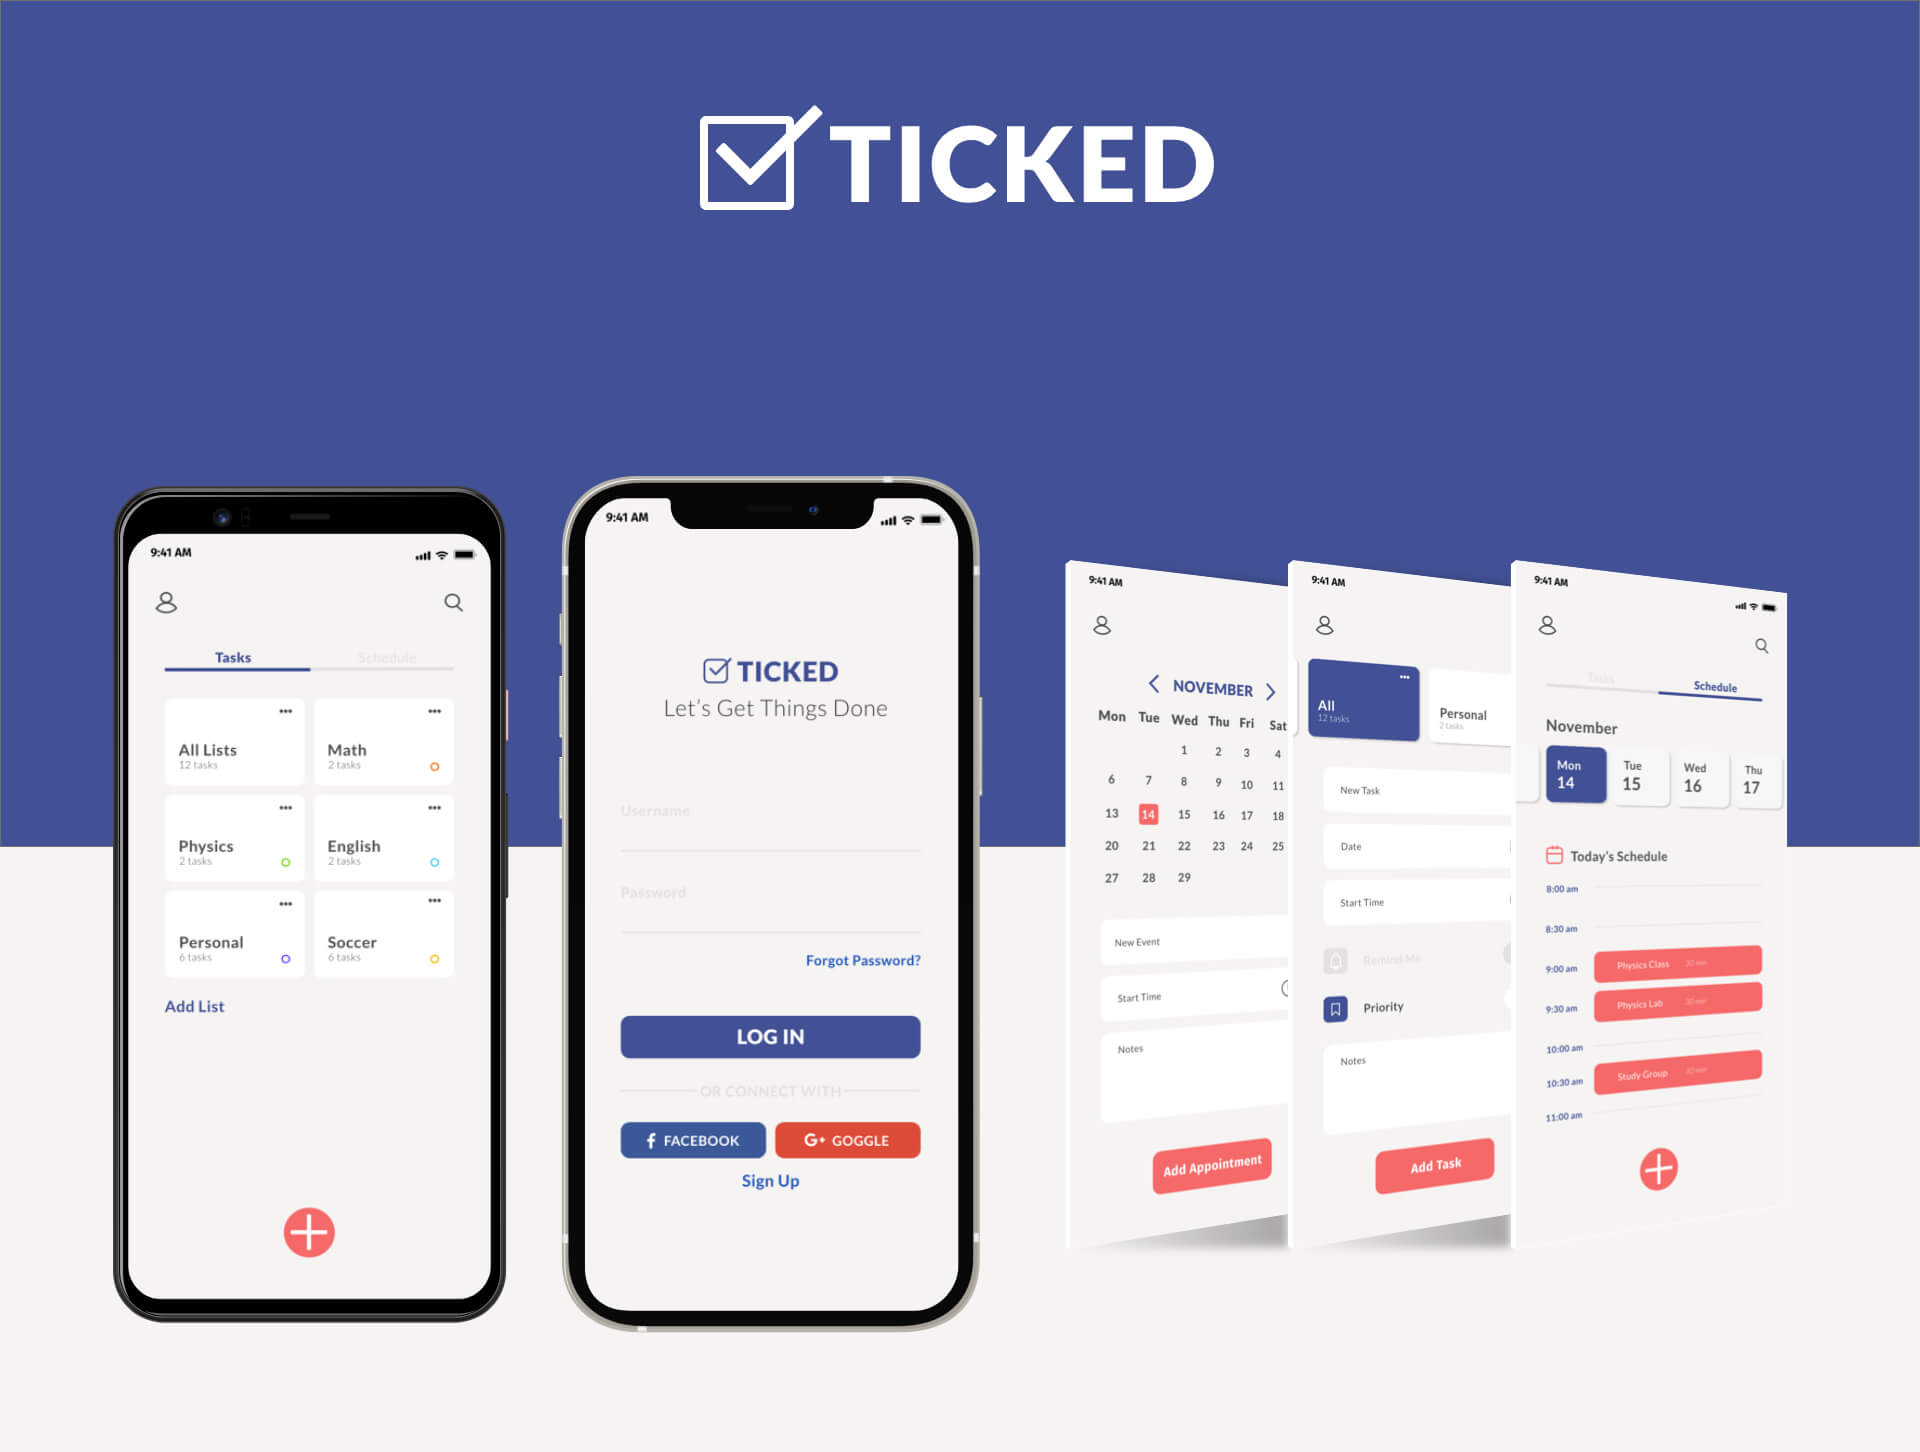 TICKED
9:41 AM
Tasks
Schedule
All Lists
12 tasks
Math
2 tasks
Physics
2 tasks
English
2 tasks
Personal
6 tasks
Soccer
6 tasks
Add List
9:41 AM
TICKED
Let's Get Things Done
Username
Password
Forgot Password?
LOG IN
OR CONNECT WITH
f FACEBOOK
G+ GOGGLE
Sign Up
9:41 AM
NOVEMBER
Mon Tue Wed Thu Fri Sat
1 2 3 4
6 7 8 9 10 11
13 14 15 16 17 18
20 21 22 23 24 25
27 28 29
New Event
Start Time
Notes
Add Appointment
9:41 AM
All
12 tasks
Personal
2 tasks
New Task
Date
Start Time
Remind Me
Priority
Notes
Add Task
9:41 AM
Tasks
Schedule
November
Mon Tue Wed Thu
14 15 16 17
Today's Schedule
8:00 am
8:30 am
9:00 am Physics Class 30 min
9:30 am Physics Lab 30 min
10:00 am
10:30 am Study Group 30 min
11:00 am